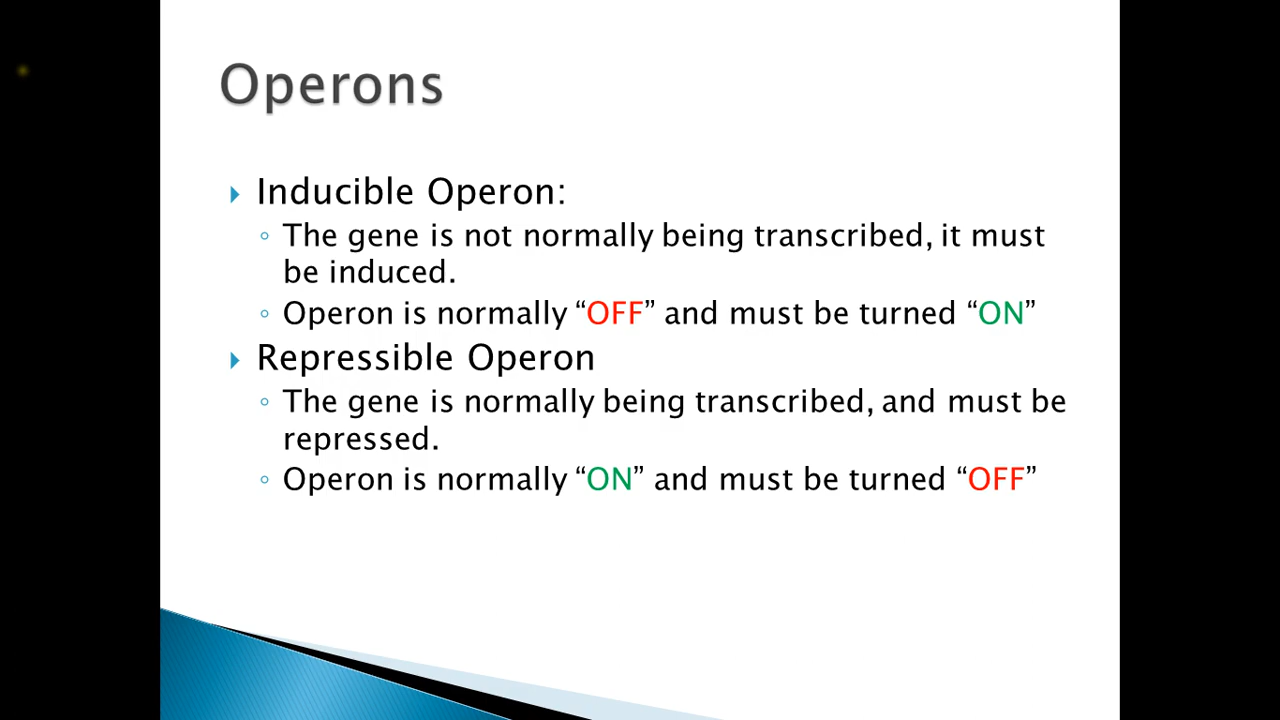 Operons
Inducible Operon:
The gene is not normally being transcribed, it must
be induced.
Operon is normally “OFF” and must be turned “ON”
Repressible Operon
The gene is normally being transcribed, and must be
repressed.
Operon is normally “ON” and must be turned “OFF”